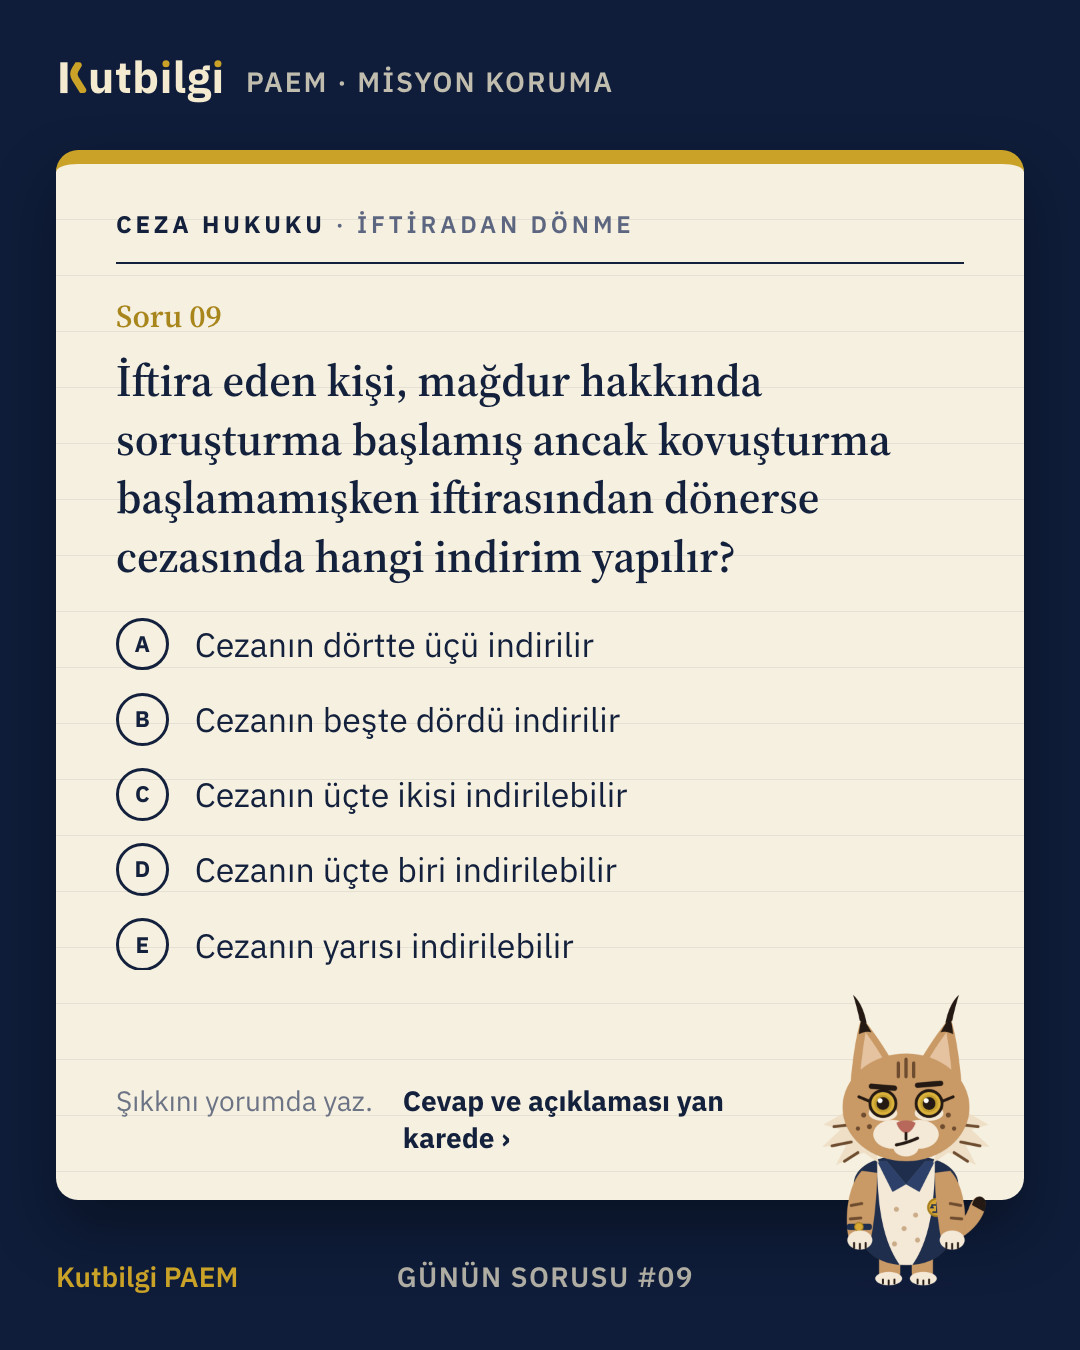 Kutbilgi PAEM · MİSYON KORUMA
CEZA HUKUKU · İFTİRADAN DÖNME
Soru 09
İftira eden kişi, mağdur hakkında
soruşturma başlamış ancak kovuşturma
başlamamışken iftirasından dönerse
cezasında hangi indirim yapılır?
A Cezanın dörtte üçü indirilir
B Cezanın beşte dördü indirilir
C Cezanın üçte ikisi indirilebilir
D Cezanın üçte biri indirilebilir
E Cezanın yarısı indirilebilir
Şıkkını yorumda yaz. Cevap ve açıklaması yan
karede ›
Kutbilgi PAEM GÜNÜN SORUSU #09